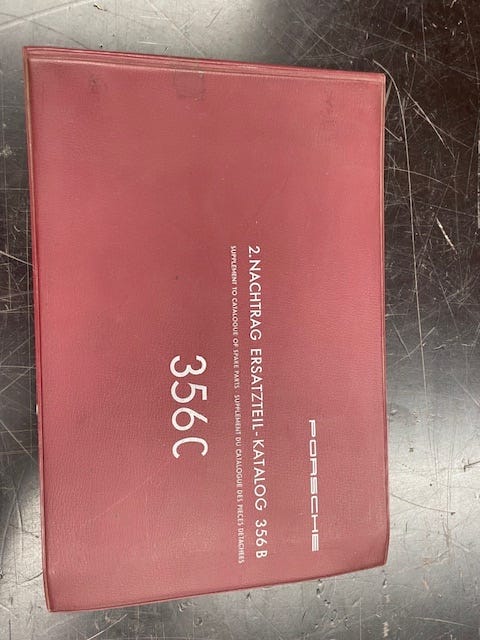 PORSCHE
2. NACHTRAG ERSATZTEIL-KATALOG 356 B
SUPPLEMENT TO CATALOGUE OF SPARE PARTS · SUPPLEMENT DU CATALOGUE DES PIECES DETACHEES
356C